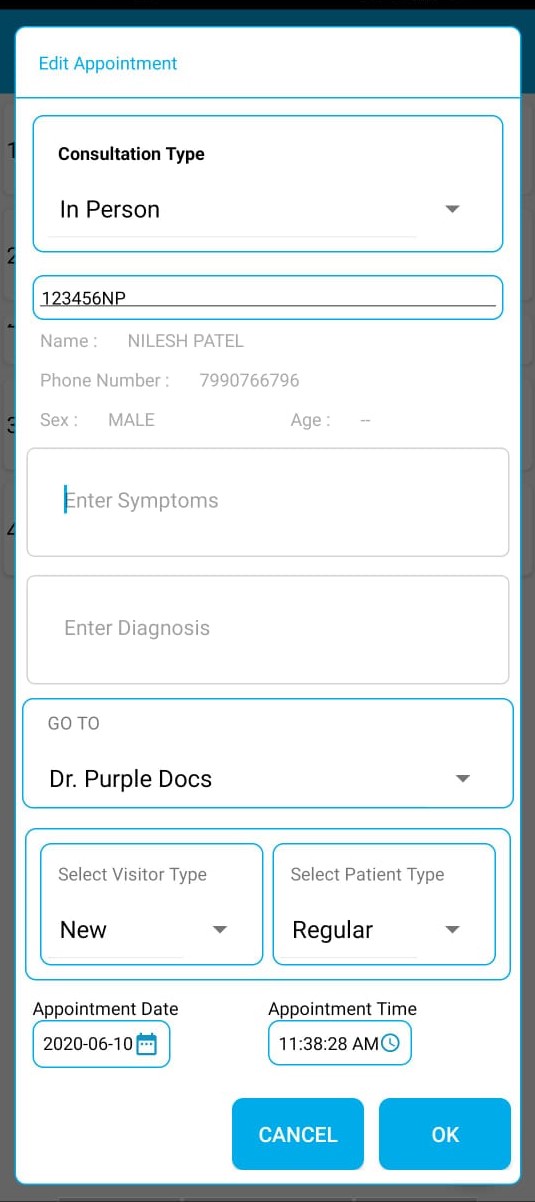 Edit Appointment
Consultation Type
In Person
123456NP
Name : NILESH PATEL
Phone Number : 7990766796
Sex : MALE Age : --
Enter Symptoms
Enter Diagnosis
GO TO
Dr. Purple Docs
Select Visitor Type Select Patient Type
New Regular
Appointment Date Appointment Time
2020-06-10 11:38:28 AM
CANCEL OK